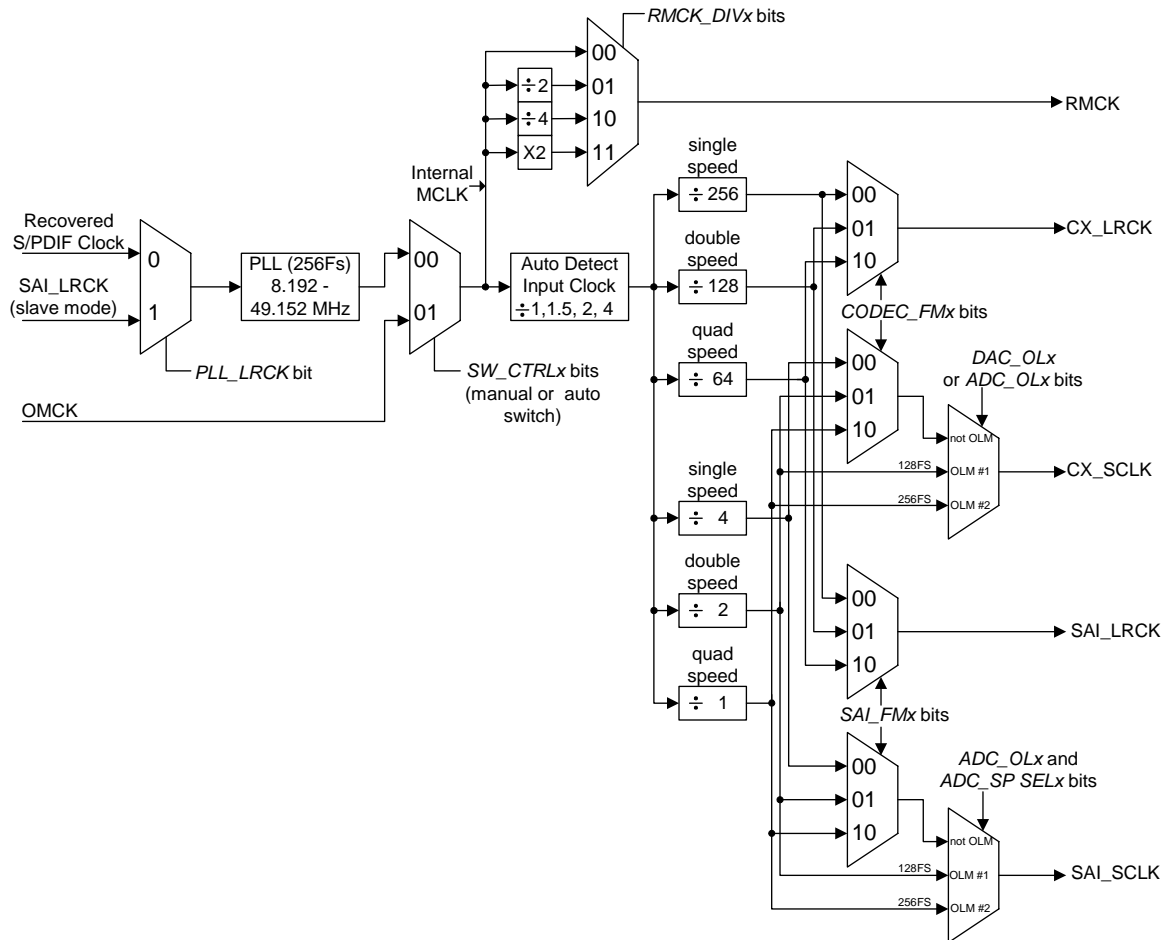 RMCK_DIVx bits
00
÷2
01
÷4
10
X2
11
RMCK
Internal
MCLK
single
speed
÷ 256
00
01
10
CX_LRCK
Recovered
S/PDIF Clock
0
SAI_LRCK
(slave mode)
1
PLL_LRCK bit
PLL (256Fs)
8.192 -
49.152 MHz
00
01
OMCK
SW_CTRLx bits
(manual or auto
switch)
Auto Detect
Input Clock
÷1,1.5, 2, 4
double
speed
÷ 128
quad
speed
÷ 64
CODEC_FMx bits
00
01
10
DAC_OLx
or ADC_OLx bits
not OLM
128FS
OLM #1
256FS
OLM #2
CX_SCLK
single
speed
÷ 4
double
speed
÷ 2
quad
speed
÷ 1
00
01
10
SAI_LRCK
SAI_FMx bits
00
01
10
ADC_OLx and
ADC_SP SELx bits
not OLM
128FS
OLM #1
256FS
OLM #2
SAI_SCLK